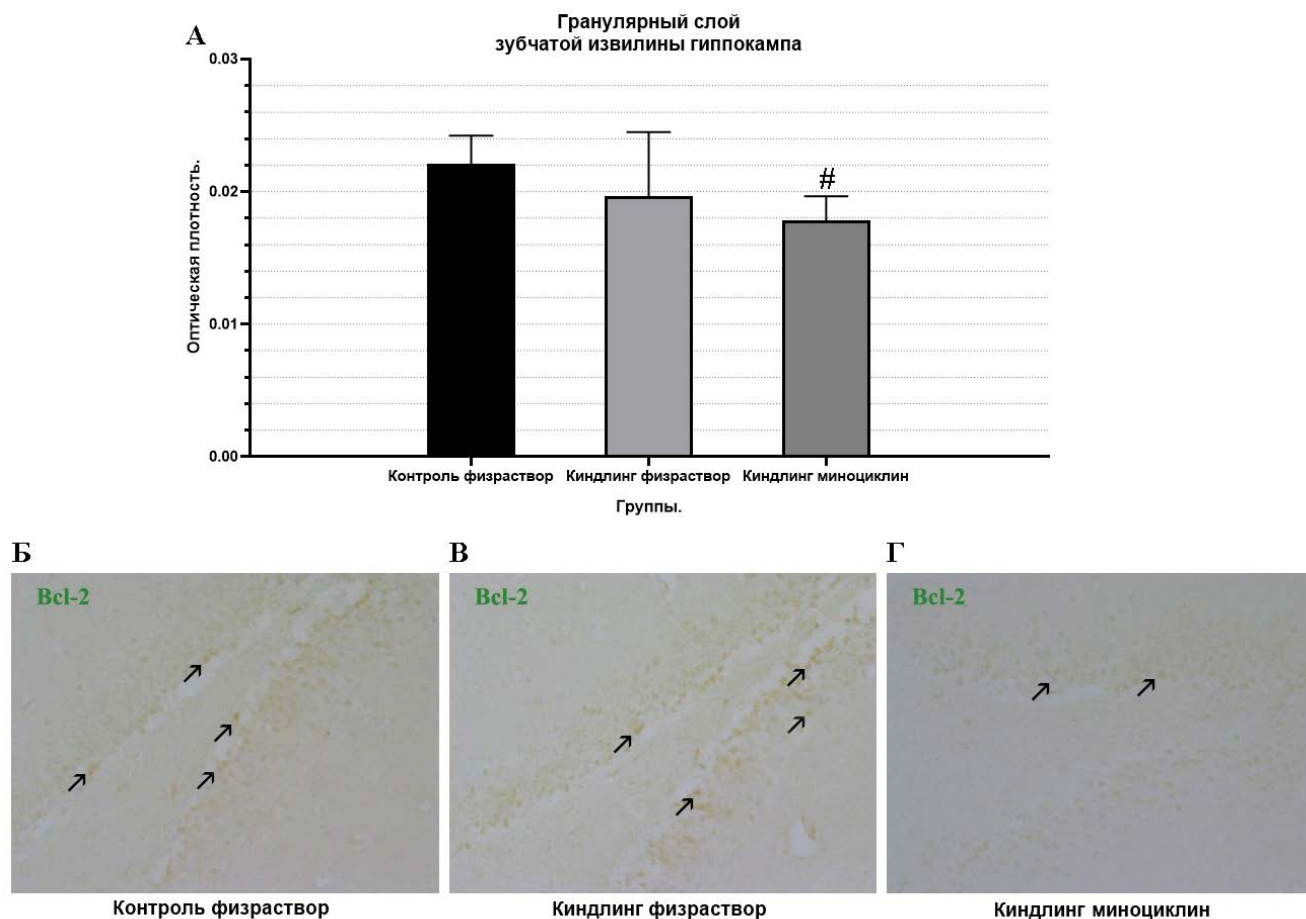 А
Гранулярный слой
зубчатой извилины гиппокампа
0.03
0.02
0.01
0.00
Оптическая плотность.
#
Контроль физраствор
Киндлинг физраствор
Киндлинг миноциклин
Группы.
Б
В
Г
Bcl-2
Bcl-2
Bcl-2
Контроль физраствор
Киндлинг физраствор
Киндлинг миноциклин